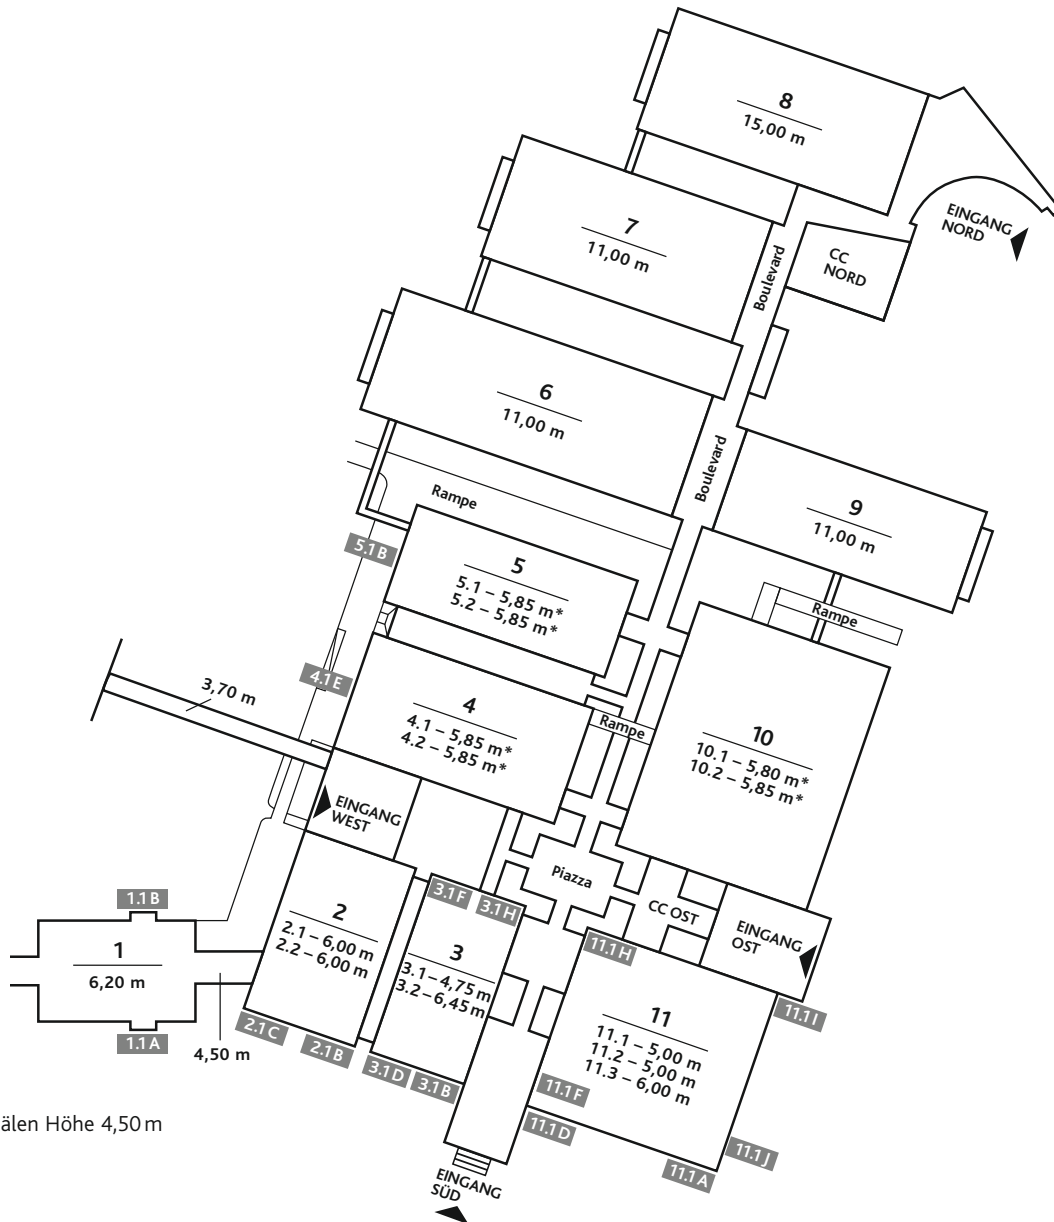 8
15,00 m
7
11,00 m
EINGANG
NORD
CC
NORD
Boulevard
6
11,00 m
Boulevard
Rampe
9
11,00 m
5.1 B
5
5.1 – 5,85 m*
5.2 – 5,85 m*
Rampe
4.1 E
3,70 m
4
4.1 – 5,85 m*
4.2 – 5,85 m*
Rampe
10
10.1 – 5,80 m*
10.2 – 5,85 m*
EINGANG
WEST
Piazza
1.1 B
3.1 F
3.1 H
CC OST
EINGANG
OST
1
6,20 m
2
2.1 – 6,00 m
2.2 – 6,00 m
3
3.1 – 4,75 m
3.2 – 6,45 m
11.1 H
11.1 I
11
11.1 – 5,00 m
11.2 – 5,00 m
11.3 – 6,00 m
1.1 A
4,50 m
2.1 C
2.1 B
3.1 D
3.1 B
11.1 F
11.1 D
11.1 J
11.1 A
älen Höhe 4,50 m
EINGANG
SÜD